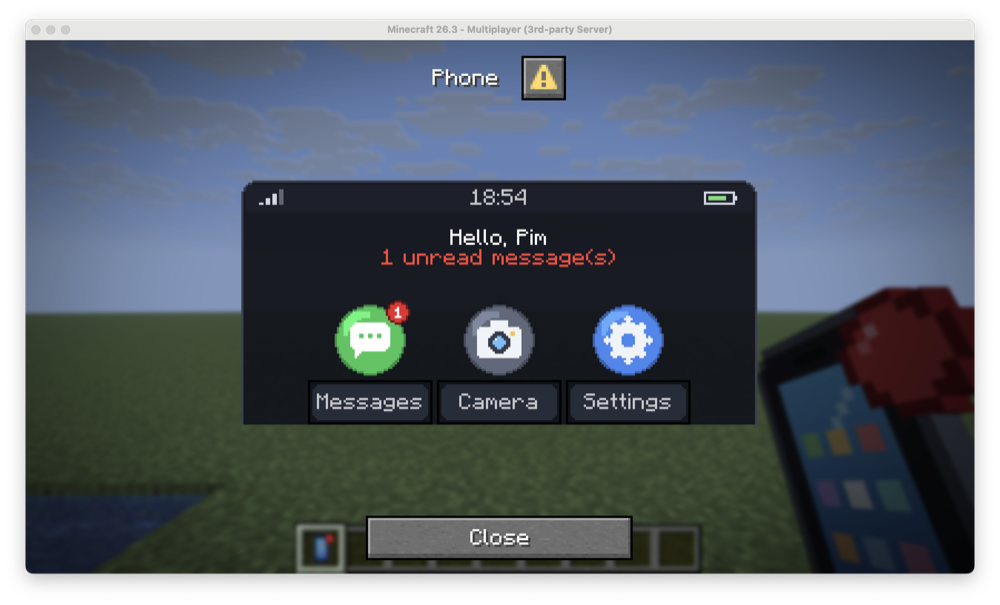 Minecraft 26.3 - Multiplayer (3rd-party Server)
Phone
18:54
Hello, Pim
1 unread message(s)
1
Messages Camera Settings
Close